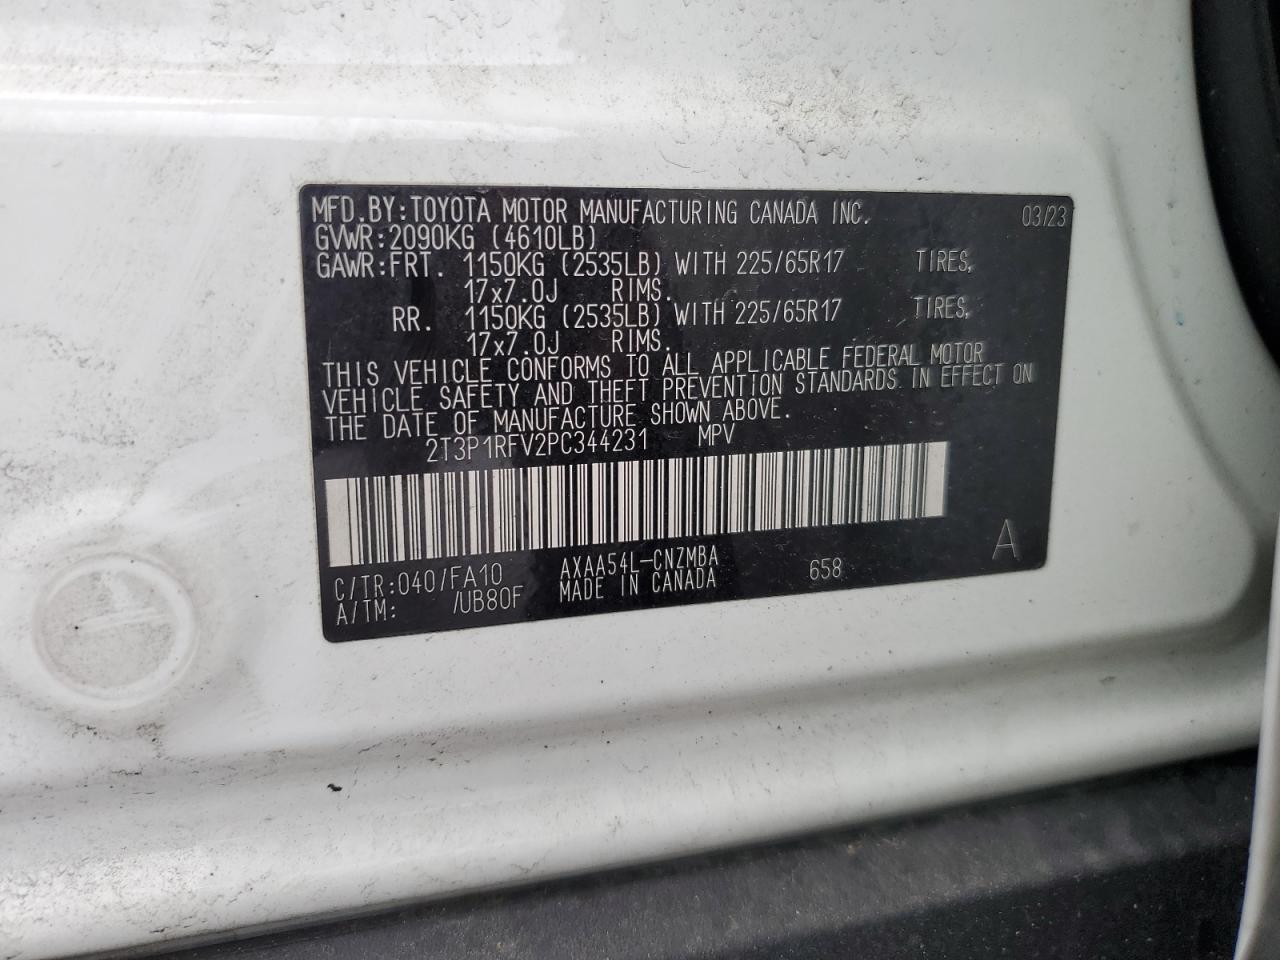 MFD.BY:TOYOTA MOTOR MANUFACTURING CANADA INC. 03/23
GVWR:2090KG (4610LB)
GAWR:FRT. 1150KG (2535LB) WITH 225/65R17 TIRES,
17x7.0J RIMS.
RR. 1150KG (2535LB) WITH 225/65R17 TIRES,
17x7.0J RIMS.
THIS VEHICLE CONFORMS TO ALL APPLICABLE FEDERAL MOTOR
VEHICLE SAFETY AND THEFT PREVENTION STANDARDS IN EFFECT ON
THE DATE OF MANUFACTURE SHOWN ABOVE.
2T3P1RFV2PC344231 MPV
C/TR:040/FA10 AXAA54L-CNZMBA 658 A
A/TM: /UB80F MADE IN CANADA